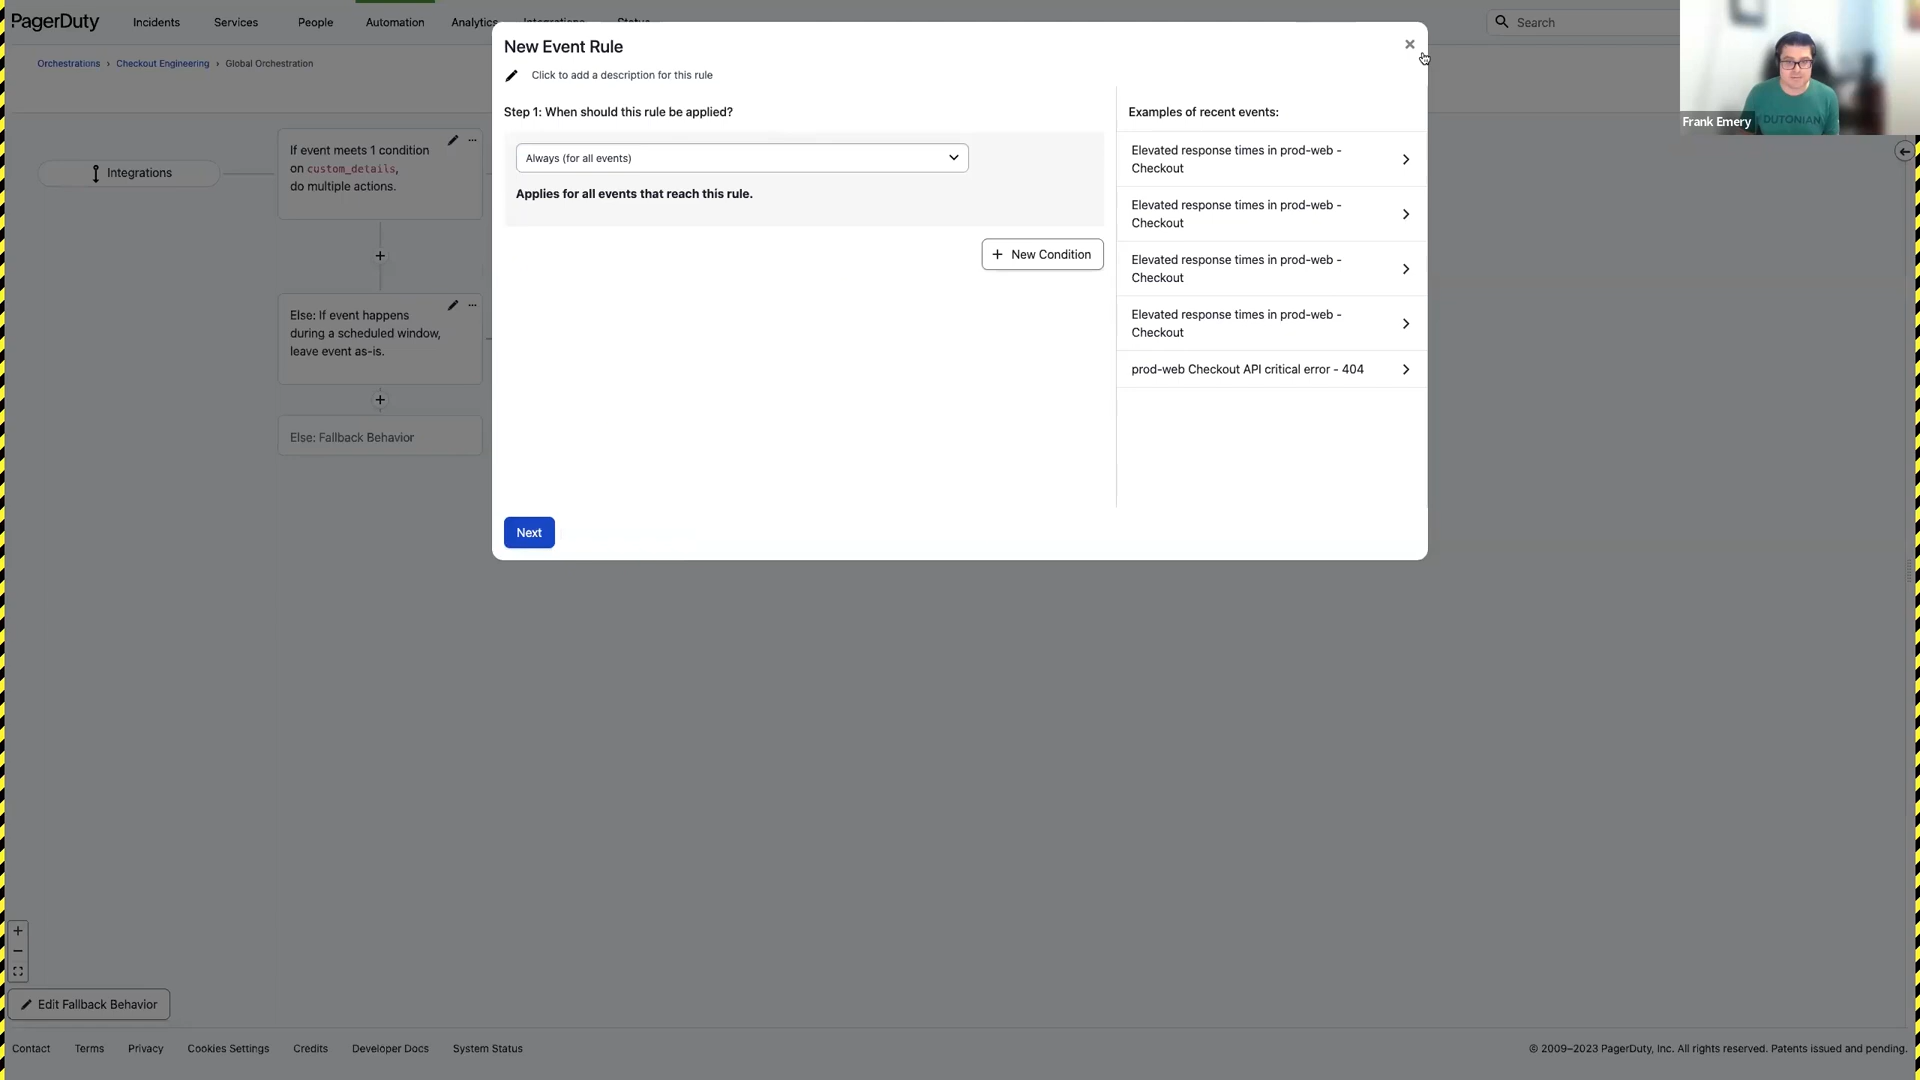 PagerDuty
Incidents
Services
People
Automation
Analytics
Integrations
Status
Search
Orchestrations › Checkout Engineering › Global Orchestration
Integrations
If event meets 1 condition
on custom_details,
do multiple actions.
Else: If event happens
during a scheduled window,
leave event as-is.
Else: Fallback Behavior
New Event Rule
Click to add a description for this rule
Step 1: When should this rule be applied?
Always (for all events)
Applies for all events that reach this rule.
New Condition
Next
Examples of recent events:
Elevated response times in prod-web -
Checkout
Elevated response times in prod-web -
Checkout
Elevated response times in prod-web -
Checkout
Elevated response times in prod-web -
Checkout
prod-web Checkout API critical error - 404
DUTONIAN
Frank Emery
Edit Fallback Behavior
Contact
Terms
Privacy
Cookies Settings
Credits
Developer Docs
System Status
© 2009–2023 PagerDuty, Inc. All rights reserved. Patents issued and pending.